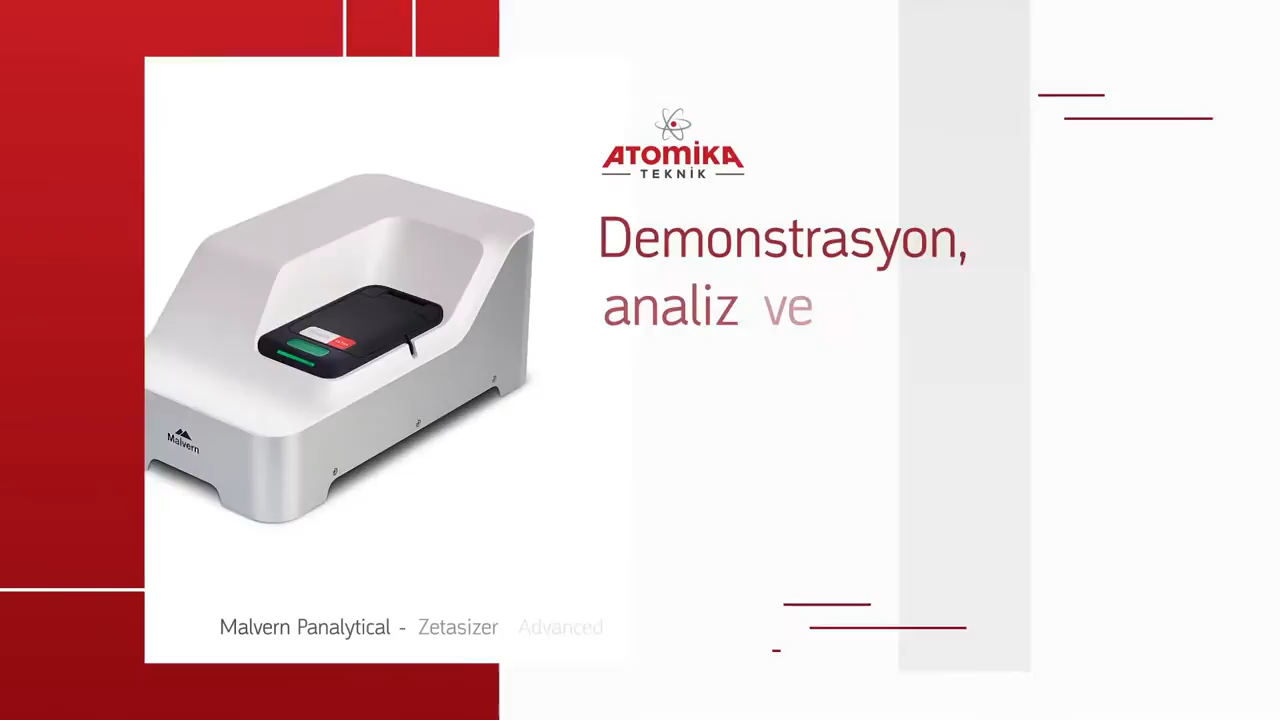 ATOMİKA
TEKNİK
Demonstrasyon,
analiz ve
Malvern
Malvern Panalytical - Zetasizer Advanced